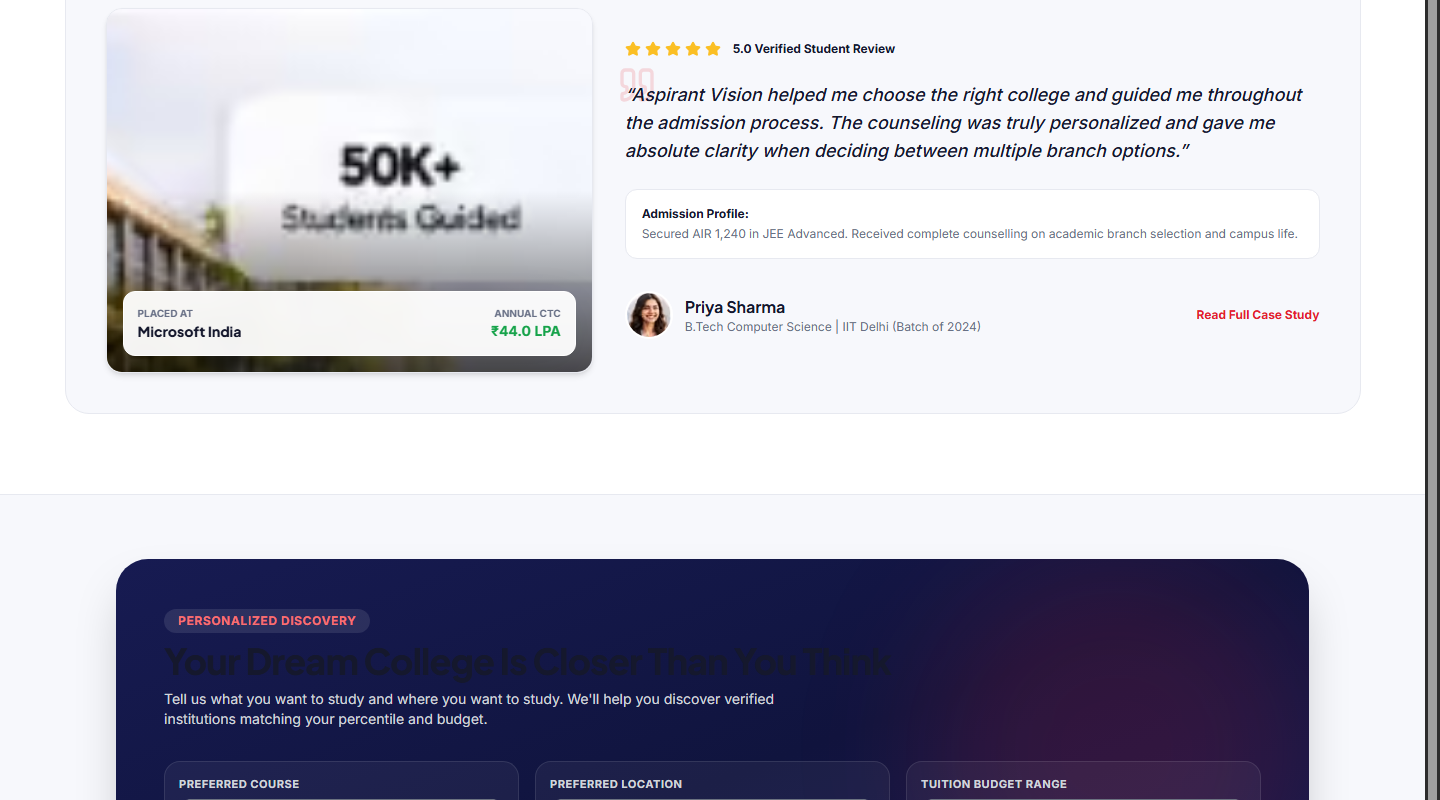 50K+
Students Guided
PLACED AT
Microsoft India
ANNUAL CTC
₹44.0 LPA
5.0 Verified Student Review
“Aspirant Vision helped me choose the right college and guided me throughout
the admission process. The counseling was truly personalized and gave me
absolute clarity when deciding between multiple branch options.”
Admission Profile:
Secured AIR 1,240 in JEE Advanced. Received complete counselling on academic branch selection and campus life.
Priya Sharma
B.Tech Computer Science | IIT Delhi (Batch of 2024)
Read Full Case Study
PERSONALIZED DISCOVERY
Your Dream College Is Closer Than You Think
Tell us what you want to study and where you want to study. We'll help you discover verified
institutions matching your percentile and budget.
PREFERRED COURSE
PREFERRED LOCATION
TUITION BUDGET RANGE